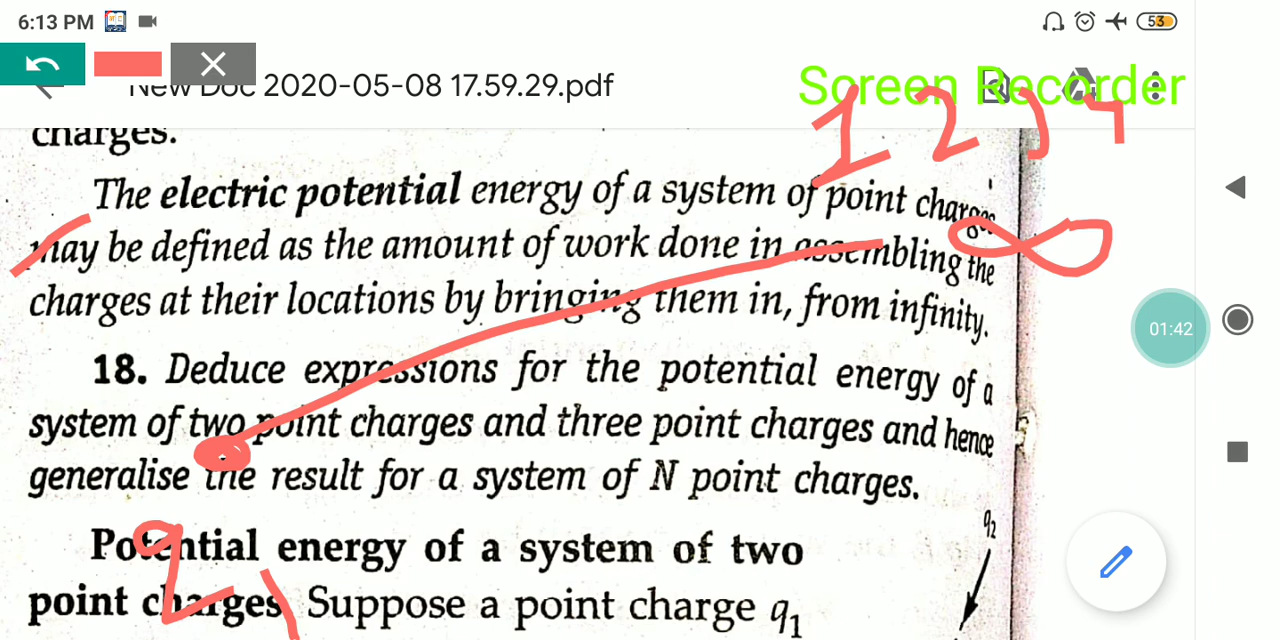 6:13 PM
53
New Doc 2020-05-08 17.59.29.pdf
Screen Recorder
1 2 3 4
charges.
The electric potential energy of a system of point charges
may be defined as the amount of work done in assembling the
charges at their locations by bringing them in, from infinity.
∞
01:42
18. Deduce expressions for the potential energy of a
system of two point charges and three point charges and hence
generalise the result for a system of N point charges.
q2
Potential energy of a system of two
point charges. Suppose a point charge q1
q1